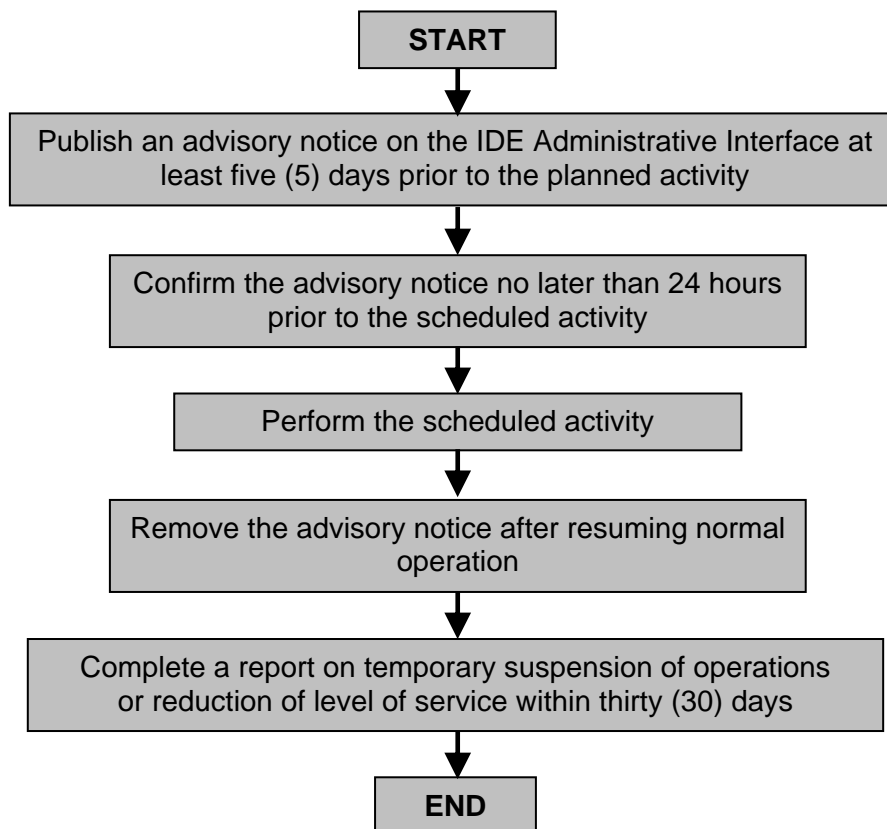 START
Publish an advisory notice on the IDE Administrative Interface at
least five (5) days prior to the planned activity
Confirm the advisory notice no later than 24 hours
prior to the scheduled activity
Perform the scheduled activity
Remove the advisory notice after resuming normal
operation
Complete a report on temporary suspension of operations
or reduction of level of service within thirty (30) days
END